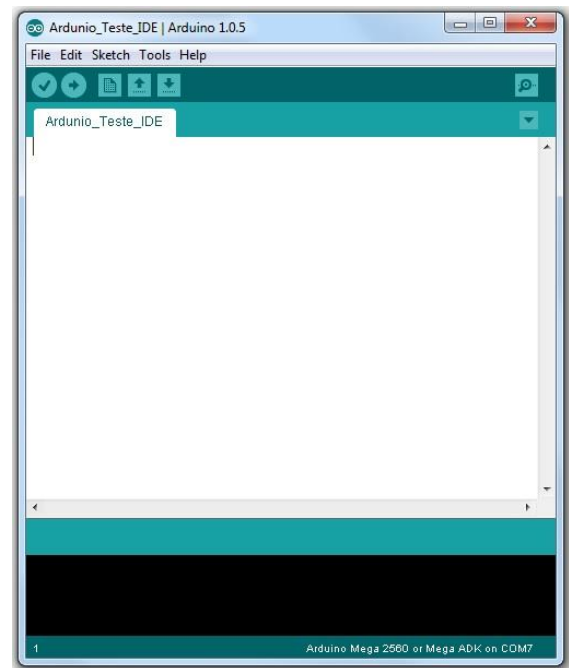 Ardunio_Teste_IDE | Arduino 1.0.5
File Edit Sketch Tools Help
Ardunio_Teste_IDE
1 Arduino Mega 2560 or Mega ADK on COM7